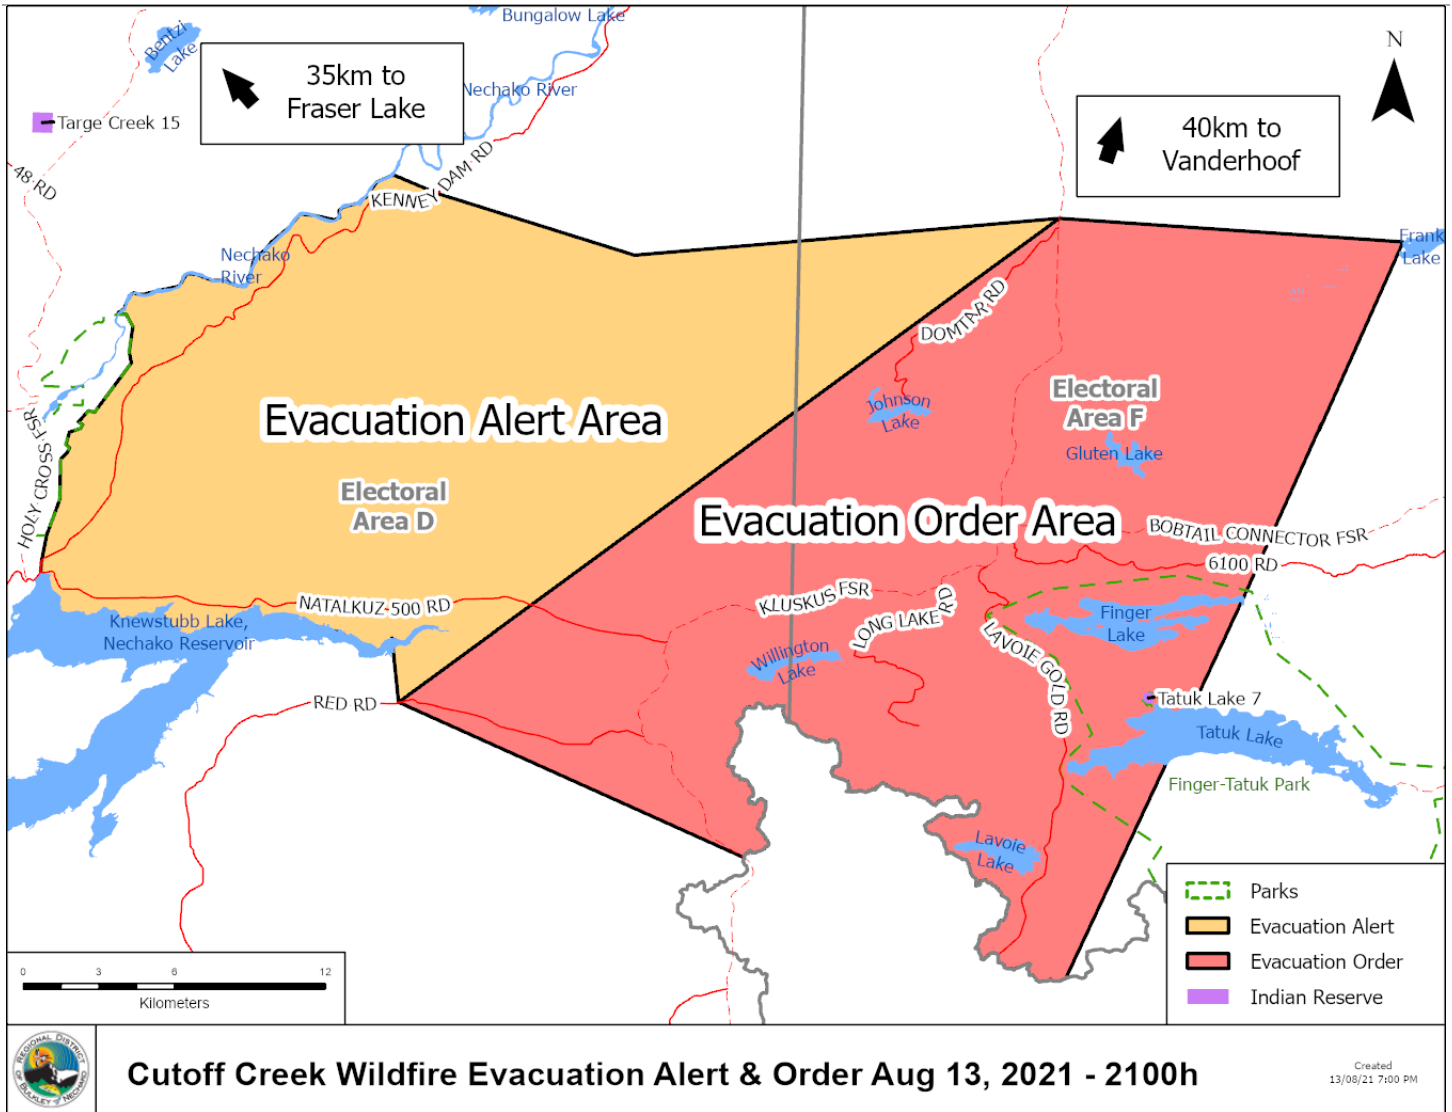 Bungalow Lake
Bentzi
Lake
35km to
Fraser Lake
Nechako River
N
40km to
Vanderhoof
Targe Creek 15
48 RD
KENNEY DAM RD
Nechako
River
Frank
Lake
DOMTAR RD
Johnson
Lake
Electoral
Area F
Gluten Lake
Evacuation Alert Area
Electoral
Area D
HOLY CROSS FSR
Evacuation Order Area
BOBTAIL CONNECTOR FSR
6100 RD
NATALKUZ-500 RD
KLUSKUS FSR
LONG LAKE RD
Knewstubb Lake,
Nechako Reservoir
Finger
Lake
LAVOIE GOLD RD
Willington
Lake
RED RD
Tatuk Lake 7
Tatuk Lake
Finger-Tatuk Park
Lavoie
Lake
Parks
Evacuation Alert
Evacuation Order
Indian Reserve
0 3 6 12
Kilometers
REGIONAL DISTRICT
OF BULKLEY NECHAKO
Cutoff Creek Wildfire Evacuation Alert & Order Aug 13, 2021 - 2100h
Created
13/08/21 7:00 PM